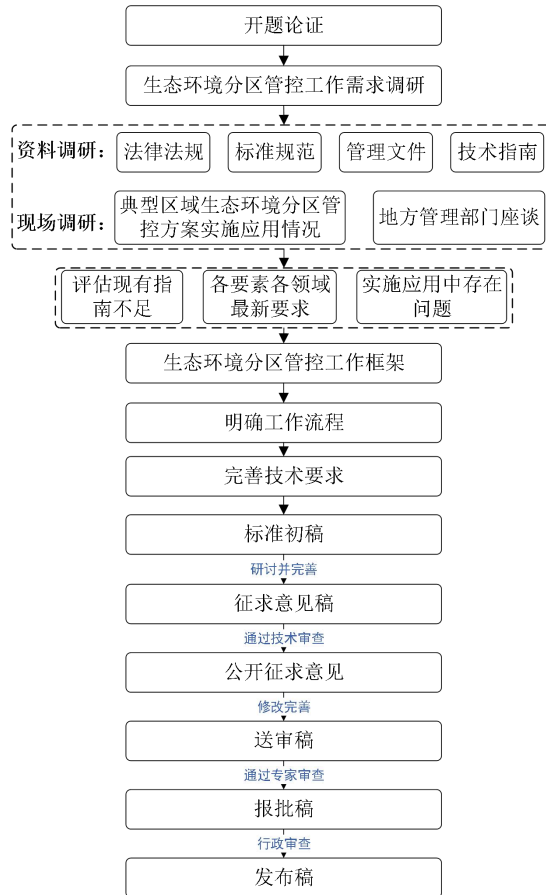 开题论证
生态环境分区管控工作需求调研
资料调研： 法律法规 标准规范 管理文件 技术指南
现场调研： 典型区域生态环境分区管
控方案实施应用情况
地方管理部门座谈
评估现有指
南不足
各要素各领域
最新要求
实施应用中存在
问题
生态环境分区管控工作框架
明确工作流程
完善技术要求
标准初稿
研讨并完善
征求意见稿
通过技术审查
公开征求意见
修改完善
送审稿
通过专家审查
报批稿
行政审查
发布稿